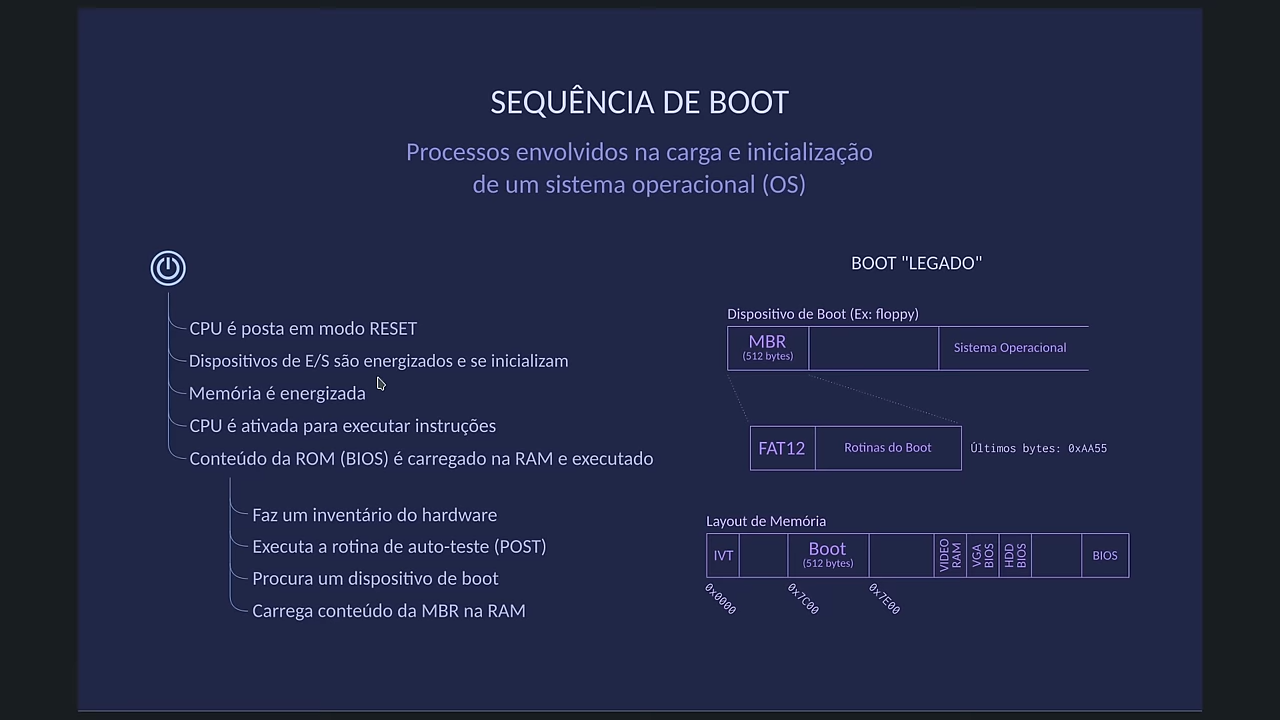 SEQUÊNCIA DE BOOT
Processos envolvidos na carga e inicialização
de um sistema operacional (OS)
CPU é posta em modo RESET
Dispositivos de E/S são energizados e se inicializam
Memória é energizada
CPU é ativada para executar instruções
Conteúdo da ROM (BIOS) é carregado na RAM e executado
Faz um inventário do hardware
Executa a rotina de auto-teste (POST)
Procura um dispositivo de boot
Carrega conteúdo da MBR na RAM
BOOT "LEGADO"
Dispositivo de Boot (Ex: floppy)
MBR
(512 bytes)
Sistema Operacional
FAT12
Rotinas do Boot
Últimos bytes: 0xAA55
Layout de Memória
IVT
Boot
(512 bytes)
VIDEO
RAM
VGA
BIOS
HDD
BIOS
BIOS
0x0000
0x7C00
0x7E00